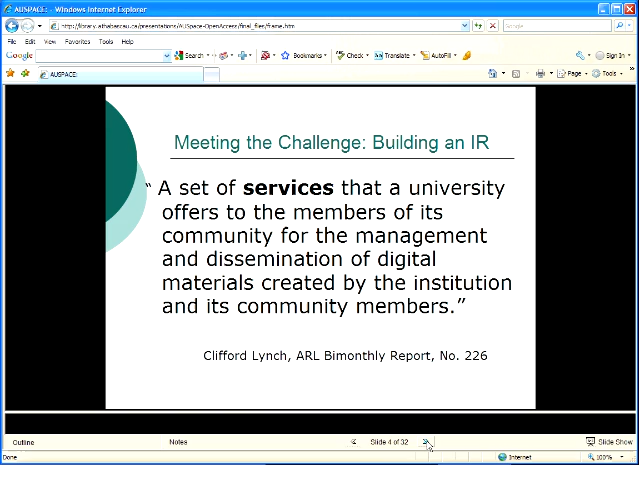 AUSPACE: - Windows Internet Explorer
http://library.athabascau.ca/presentations/AUSpace-OpenAccess/final_files/frame.htm
Google
File Edit View Favorites Tools Help
Google Search Bookmarks Check Translate AutoFill Sign In
AUSPACE: Page Tools
Meeting the Challenge: Building an IR
“ A set of services that a university
offers to the members of its
community for the management
and dissemination of digital
materials created by the institution
and its community members.”
Clifford Lynch, ARL Bimonthly Report, No. 226
Outline Notes Slide 4 of 32 Slide Show
Done Internet 100%